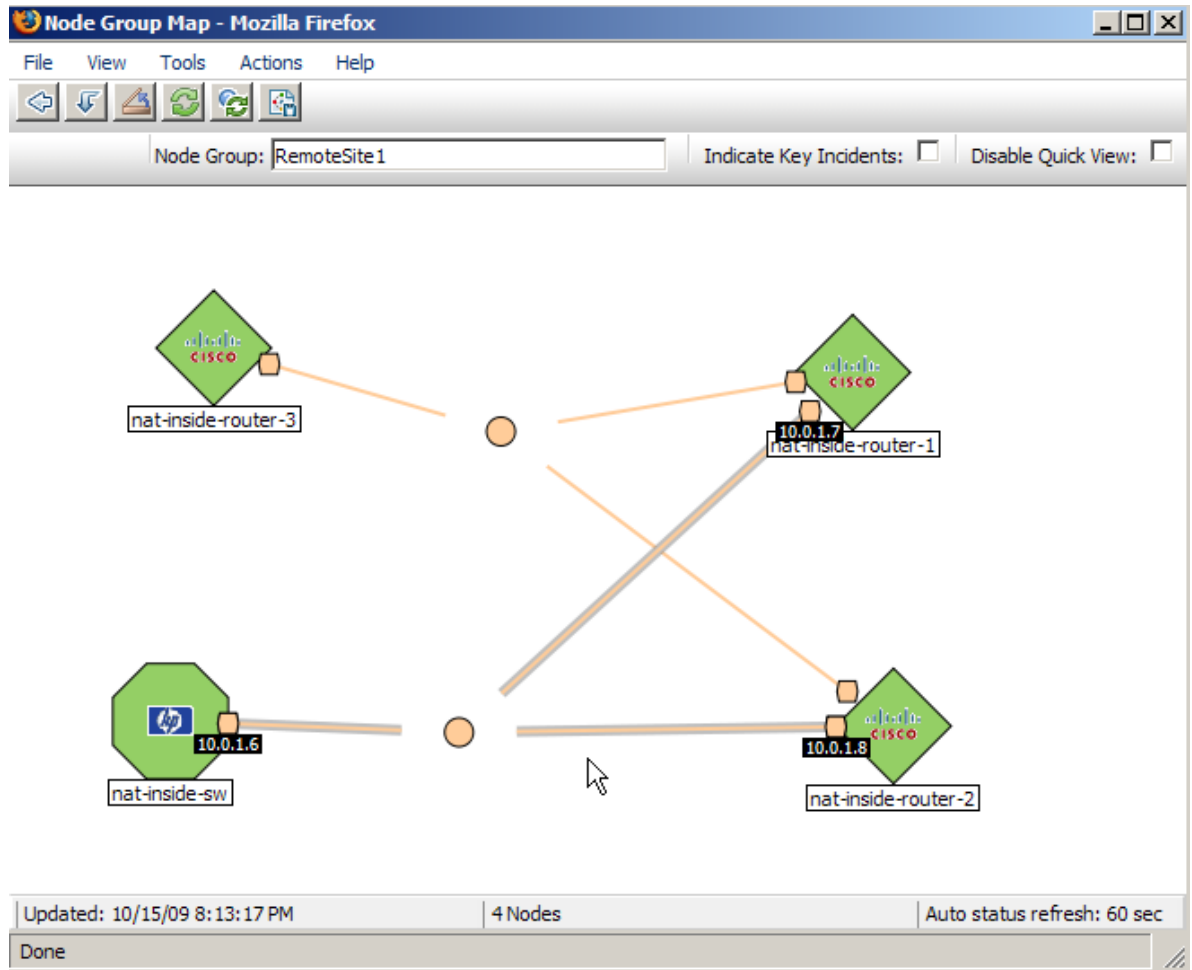 Node Group Map - Mozilla Firefox
File View Tools Actions Help
Node Group: RemoteSite1 Indicate Key Incidents: Disable Quick View:
CISCO
nat-inside-router-3
CISCO
10.0.1.7
nat-inside-router-1
hp
10.0.1.6
nat-inside-sw
CISCO
10.0.1.8
nat-inside-router-2
Updated: 10/15/09 8:13:17 PM 4 Nodes Auto status refresh: 60 sec
Done